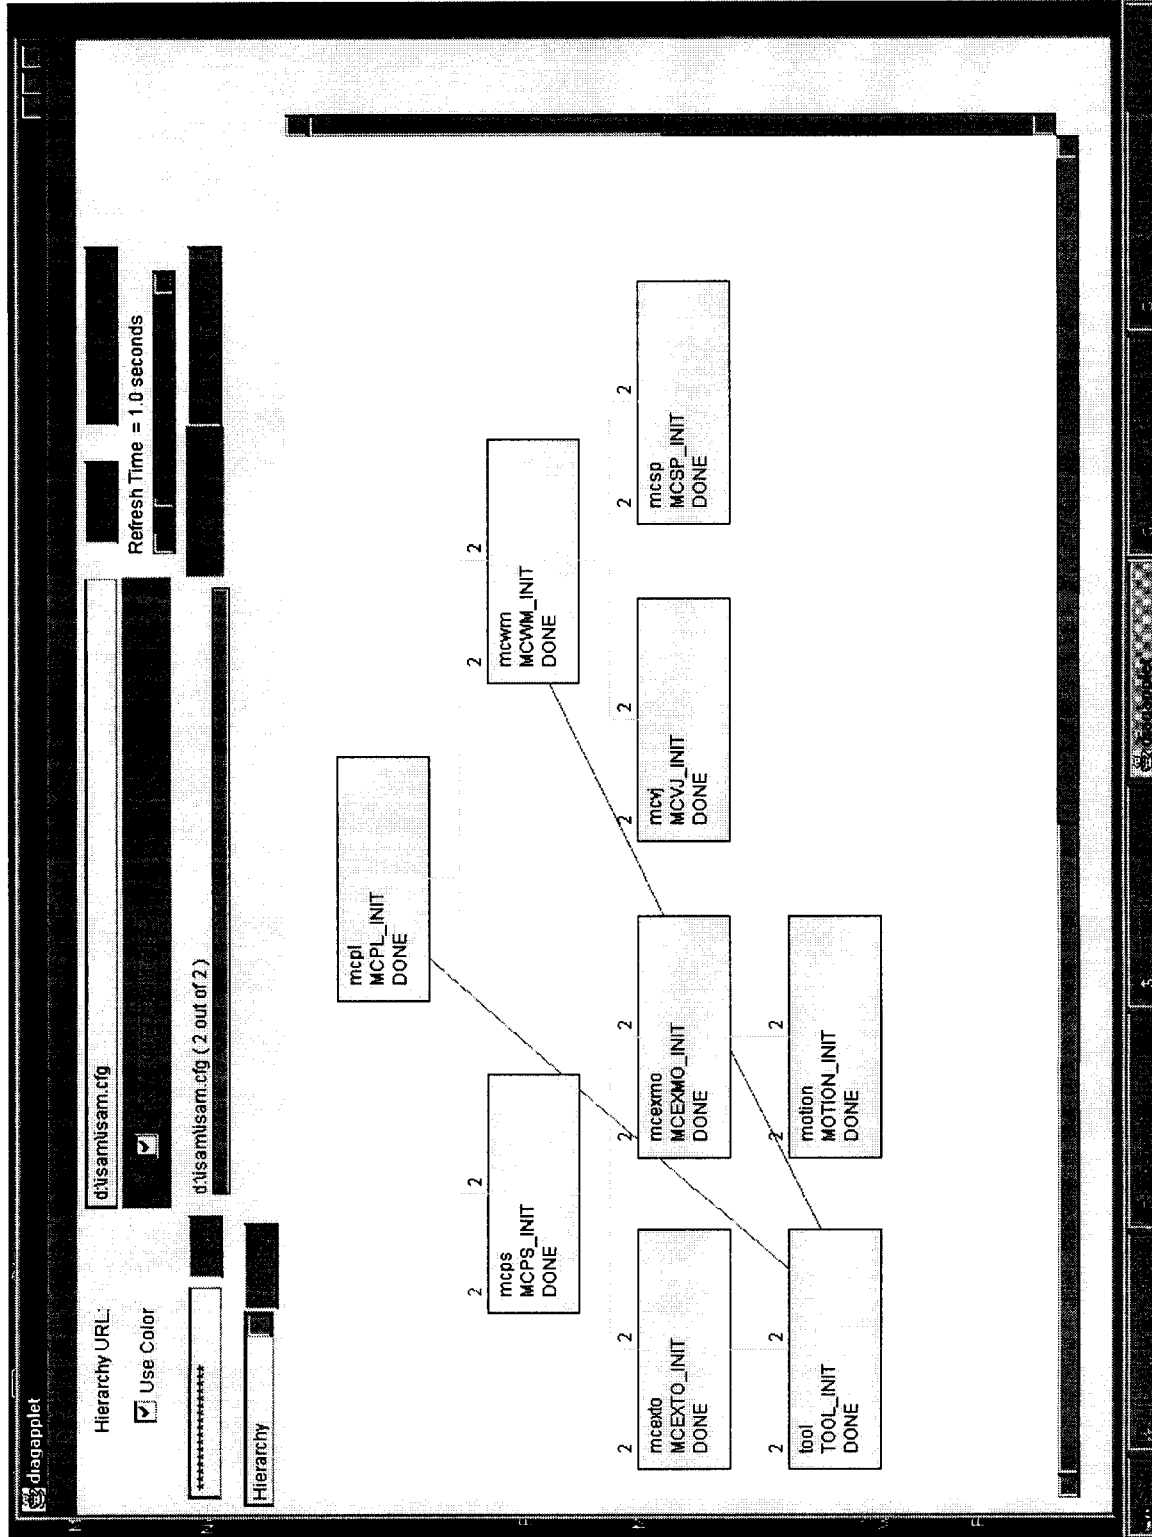 diagapplet
Hierarchy URL:
d:\isam\isam.cfg
Use Color
Refresh Time = 1.0 seconds
*****************
d:\isam\isam.cfg ( 2 out of 2 )
Hierarchy
mcpl
MCPL_INIT
DONE
2 2
mcps
MCPS_INIT
DONE
2 2
mcwm
MCWM_INIT
DONE
2 2
mcexto
MCEXTO_INIT
DONE
2 2
mcexmo
MCEXMO_INIT
DONE
2 2
mcvj
MCVJ_INIT
DONE
2 2
mcsp
MCSP_INIT
DONE
2 2
tool
TOOL_INIT
DONE
2 2
motion
MOTION_INIT
DONE